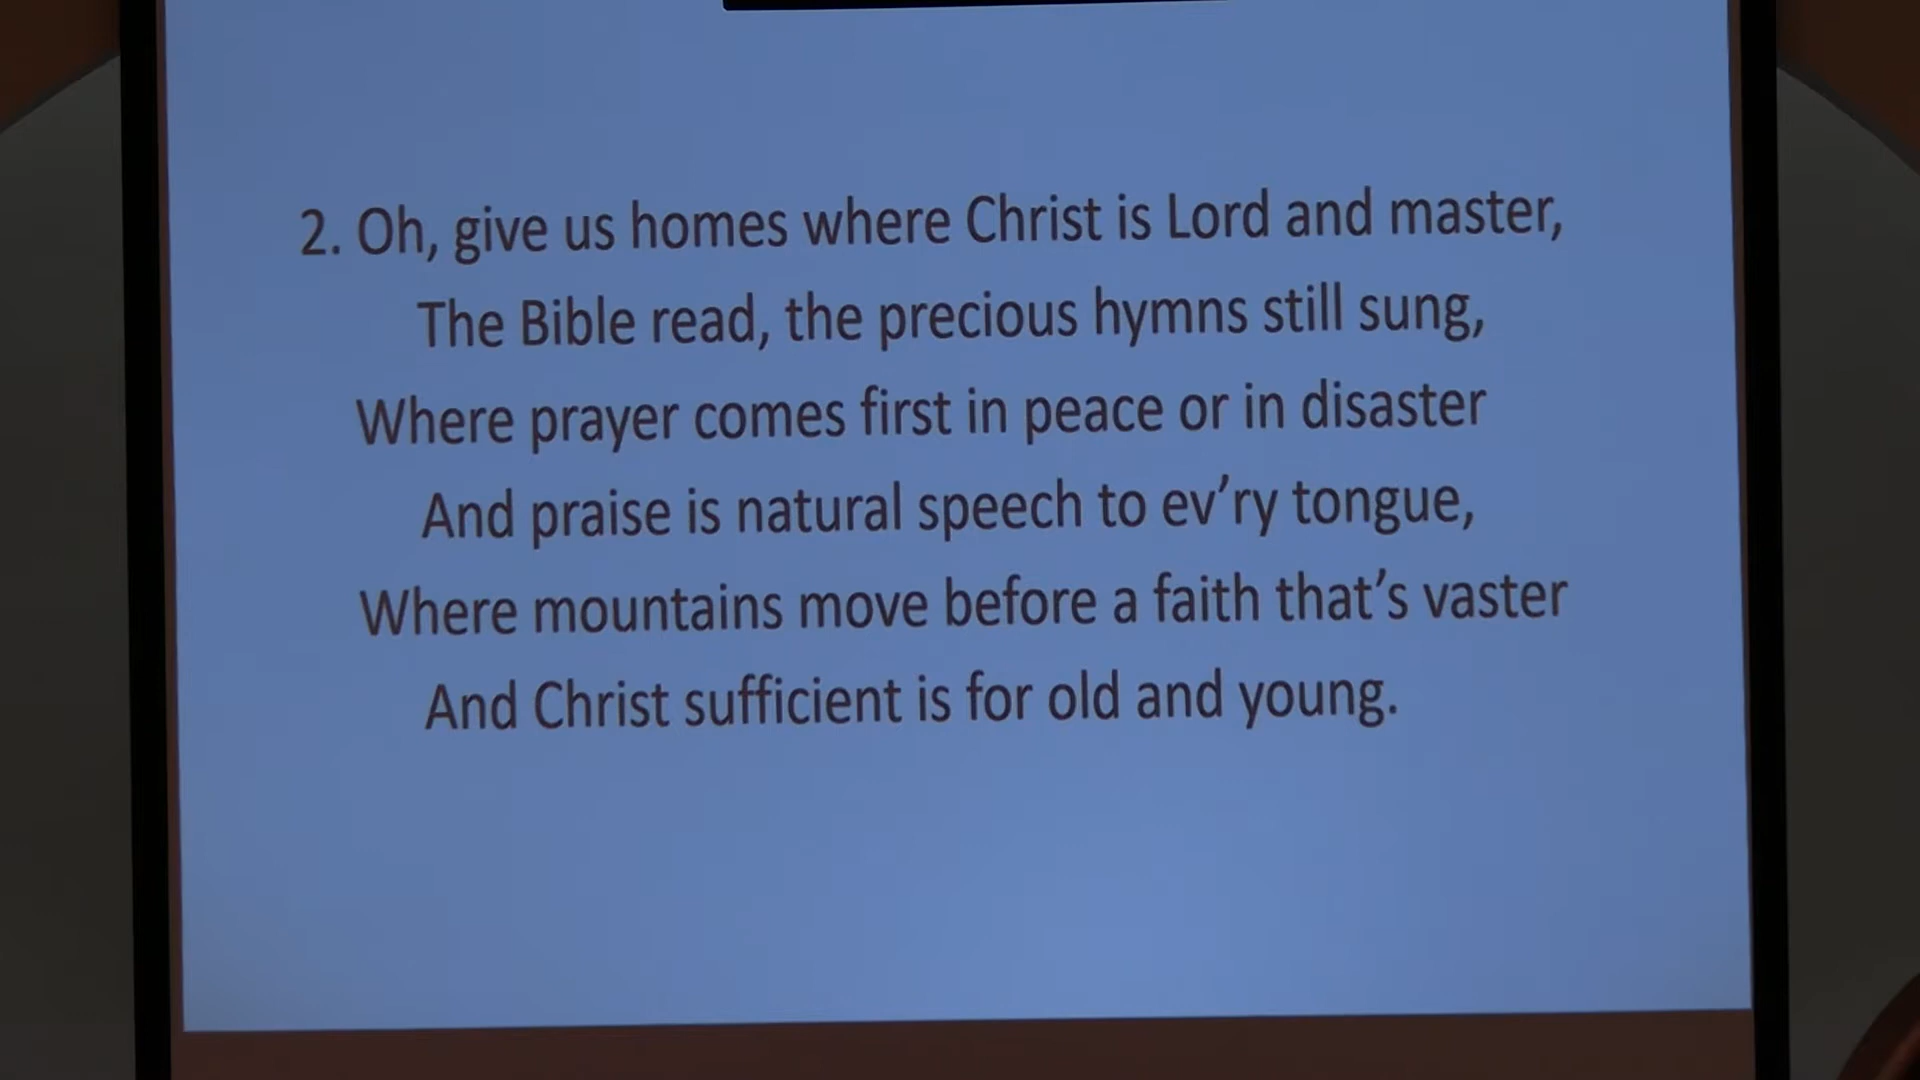 2. Oh, give us homes where Christ is Lord and master,
The Bible read, the precious hymns still sung,
Where prayer comes first in peace or in disaster
And praise is natural speech to ev’ry tongue,
Where mountains move before a faith that’s vaster
And Christ sufficient is for old and young.